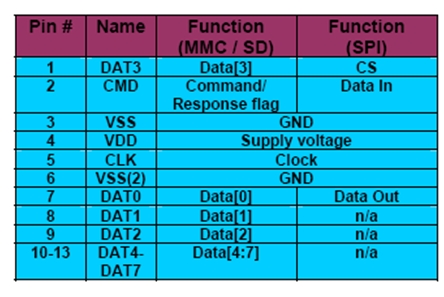 Pin # Name Function (MMC / SD) Function (SPI)
1 DAT3 Data[3] CS
2 CMD Command/ Response flag Data In
3 VSS GND
4 VDD Supply voltage
5 CLK Clock
6 VSS(2) GND
7 DAT0 Data[0] Data Out
8 DAT1 Data[1] n/a
9 DAT2 Data[2] n/a
10-13 DAT4-DAT7 Data[4:7] n/a